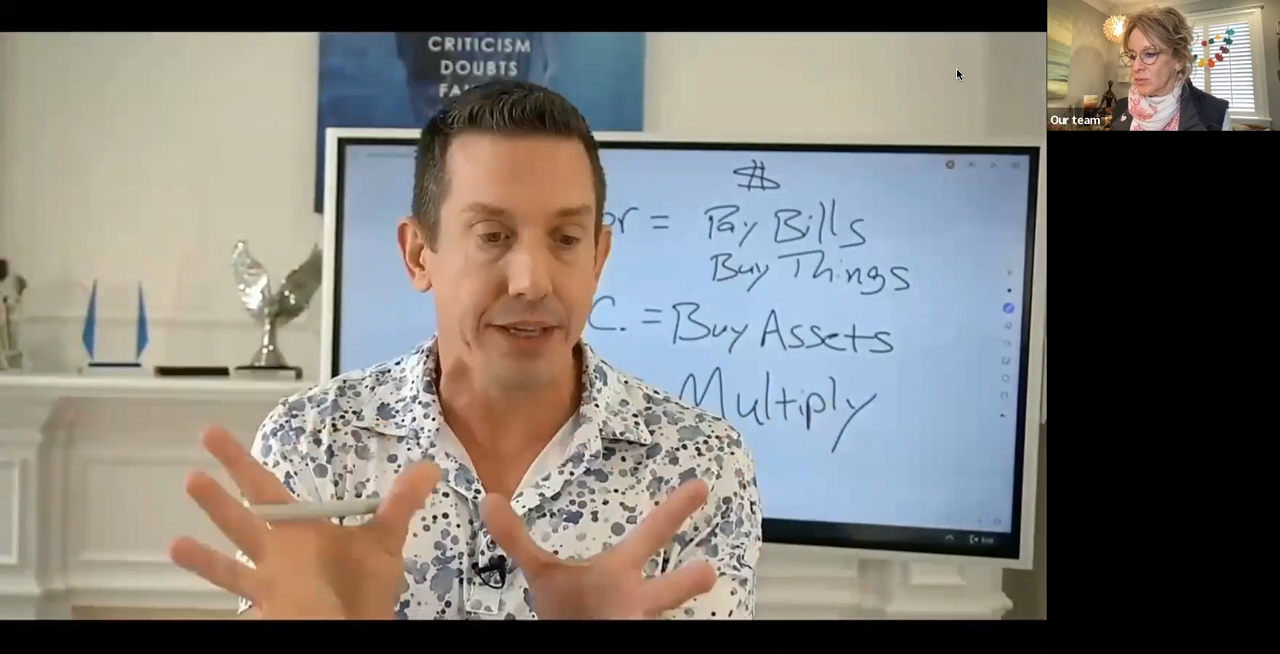 CRITICISM
DOUBTS
$
or = Pay Bills
Buy Things
C. = Buy Assets
Multiply
Our team